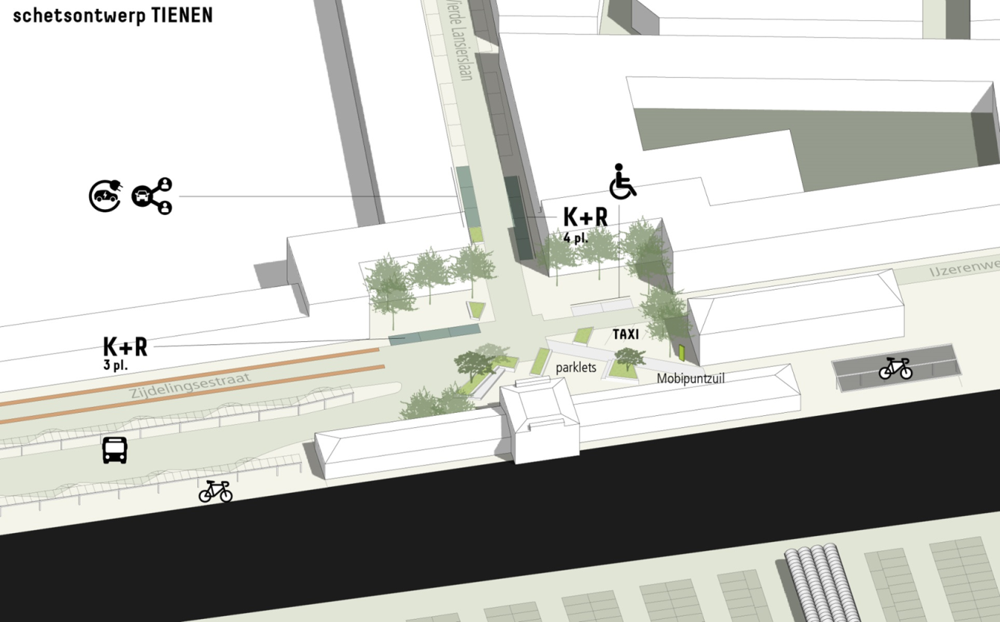 schetsontwerp TIENEN
Vierde Lansierslaan
K+R
4 pl.
IJzerenwe
TAXI
K+R
3 pl.
parklets
Mobipuntzuil
Zijdelingsestraat